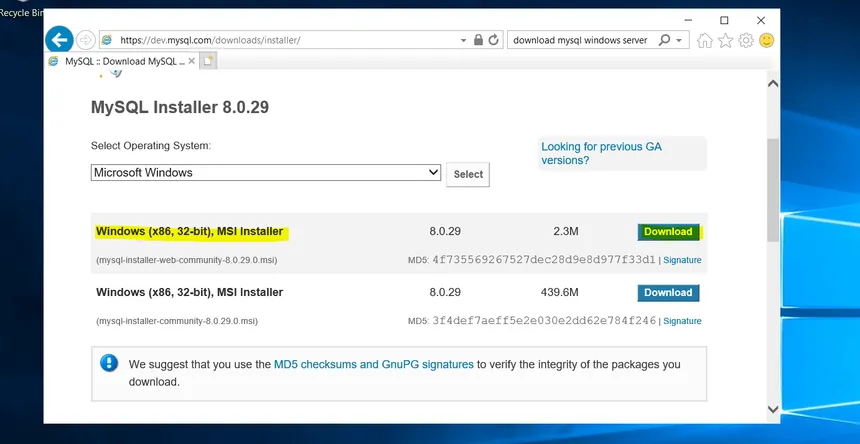 Recycle Bin
https://dev.mysql.com/downloads/installer/
download mysql windows server
MySQL :: Download MySQL ...
MySQL Installer 8.0.29
Select Operating System:
Looking for previous GA
versions?
Microsoft Windows
Select
Windows (x86, 32-bit), MSI Installer 8.0.29 2.3M Download
(mysql-installer-web-community-8.0.29.0.msi) MD5: 4f735569267527dec28d9e8d977f33d1 | Signature
Windows (x86, 32-bit), MSI Installer 8.0.29 439.6M Download
(mysql-installer-community-8.0.29.0.msi) MD5: 3f4def7aeff5e2e030e2dd62e784f246 | Signature
We suggest that you use the MD5 checksums and GnuPG signatures to verify the integrity of the packages you
download.